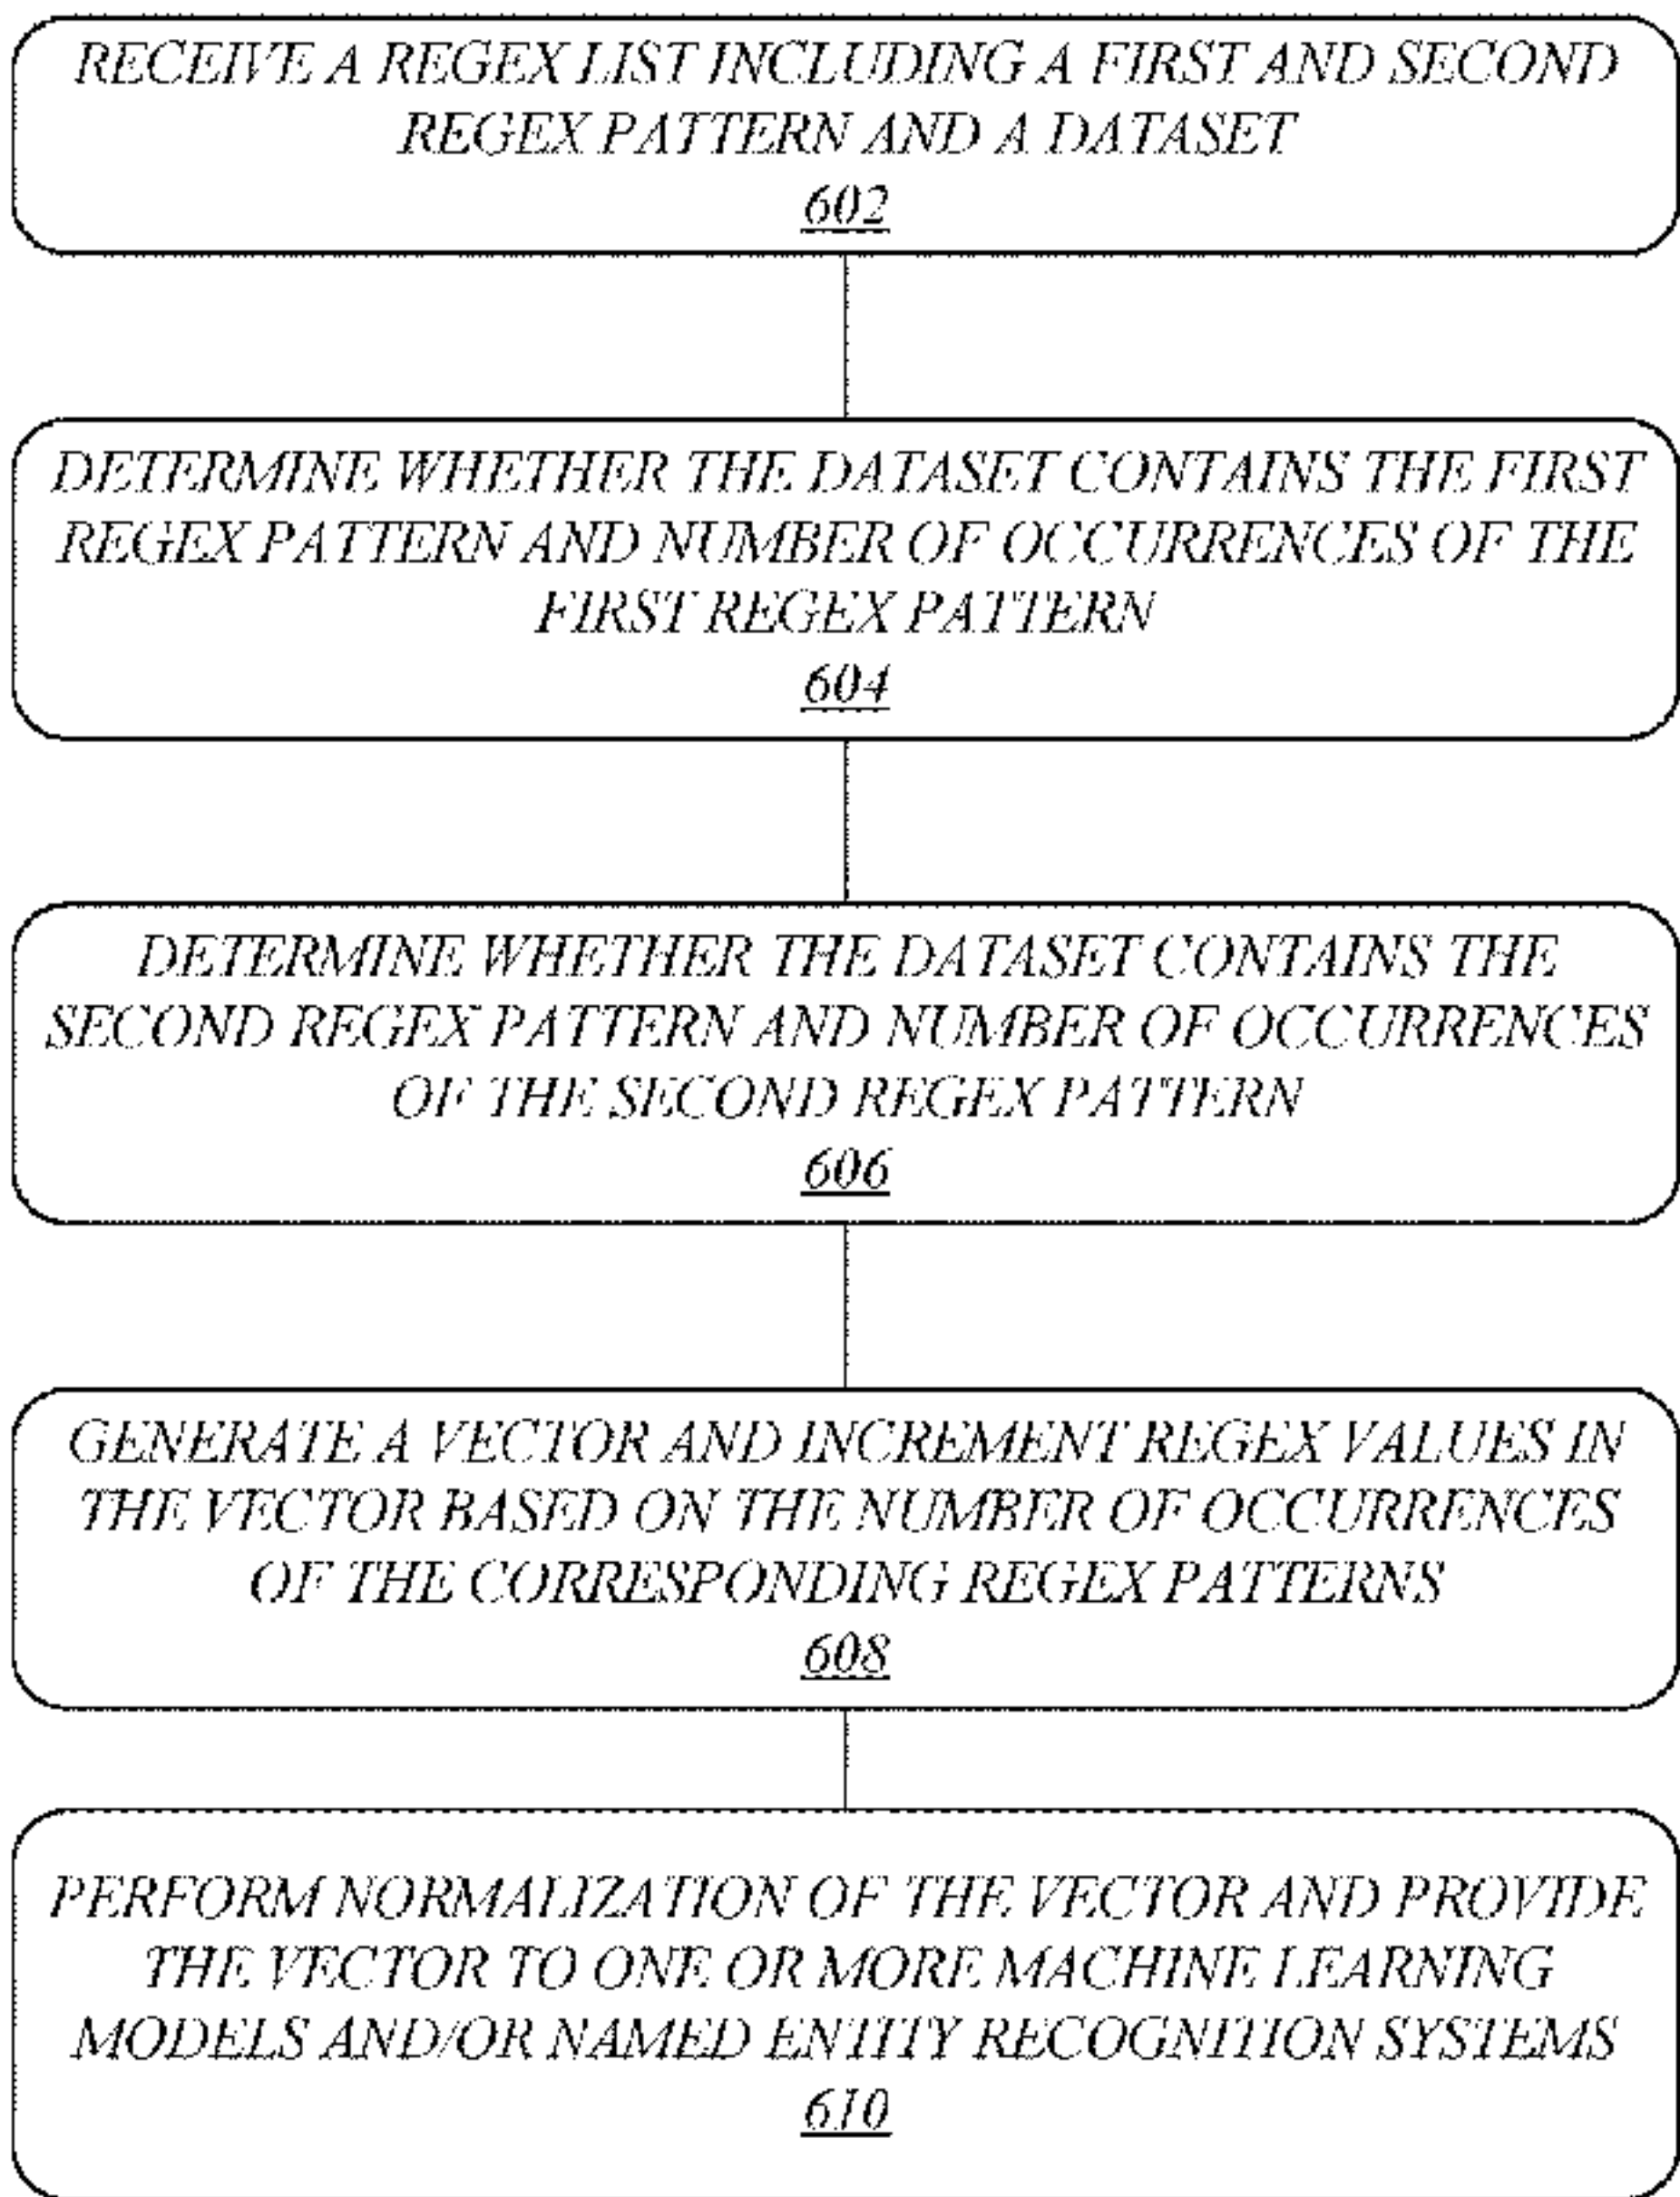 RECEIVE A REGEX LIST INCLUDING A FIRST AND SECOND
REGEX PATTERN AND A DATASET
602
DETERMINE WHETHER THE DATASET CONTAINS THE FIRST
REGEX PATTERN AND NUMBER OF OCCURRENCES OF THE
FIRST REGEX PATTERN
604
DETERMINE WHETHER THE DATASET CONTAINS THE
SECOND REGEX PATTERN AND NUMBER OF OCCURRENCES
OF THE SECOND REGEX PATTERN
606
GENERATE A VECTOR AND INCREMENT REGEX VALUES IN
THE VECTOR BASED ON THE NUMBER OF OCCURRENCES
OF THE CORRESPONDING REGEX PATTERNS
608
PERFORM NORMALIZATION OF THE VECTOR AND PROVIDE
THE VECTOR TO ONE OR MORE MACHINE LEARNING
MODELS AND/OR NAMED ENTITY RECOGNITION SYSTEMS
610